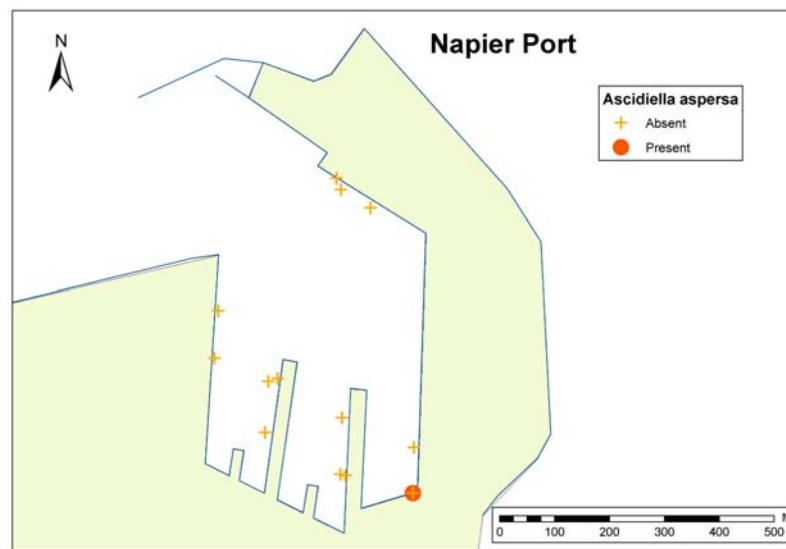 Napier Port
N
Ascidiella aspersa
Absent
Present
M
0 100 200 300 400 500